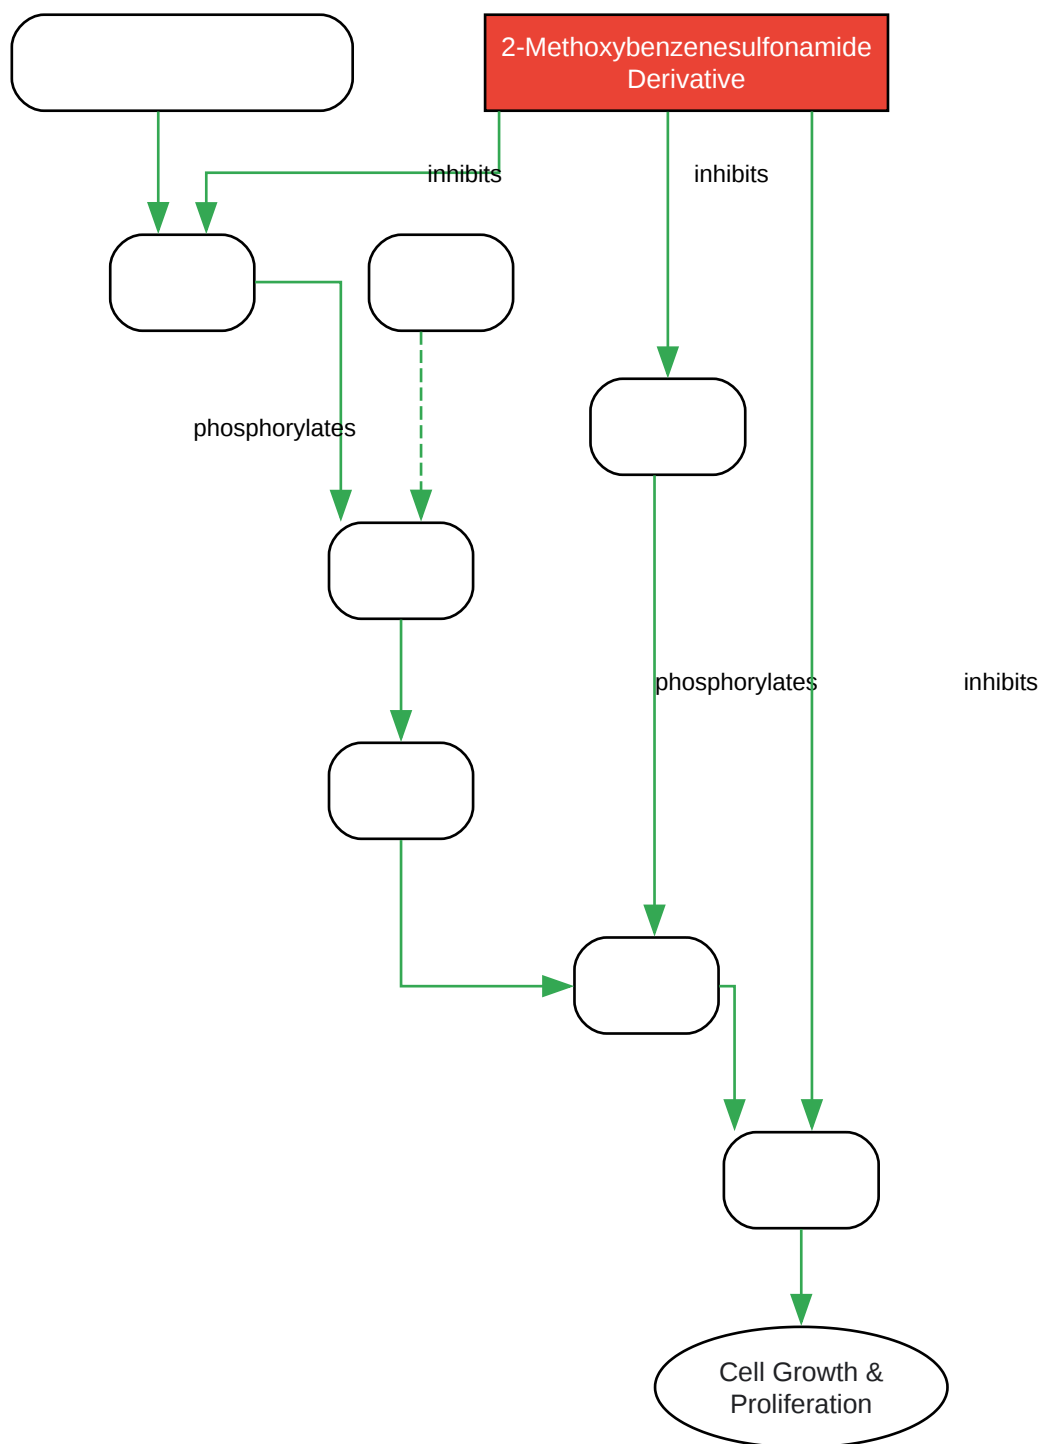 2-Methoxybenzenesulfonamide
Derivative
inhibits
inhibits
phosphorylates
phosphorylates
inhibits
Cell Growth &
Proliferation